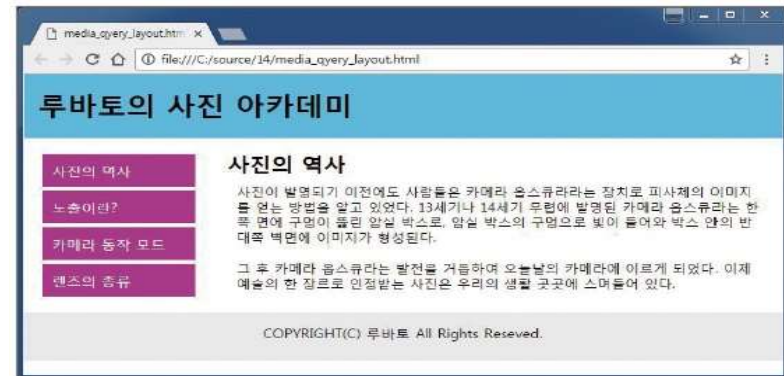 media_qyery_layout.htm
file:///C:/source/14/media_qyery_layout.html
루바토의 사진 아카데미
사진의 역사
노출이란?
카메라 동작 모드
렌즈의 종류
사진의 역사
사진이 발명되기 이전에도 사람들은 카메라 옵스큐라라는 장치로 피사체의 이미지
를 얻는 방법을 알고 있었다. 13세기나 14세기 무렵에 발명된 카메라 옵스큐라는 한
쪽 면에 구멍이 뚫린 암실 박스로, 암실 박스의 구멍으로 빛이 들어와 박스 안의 반
대쪽 벽면에 이미지가 형성된다.
그 후 카메라 옵스큐라는 발전을 거듭하여 오늘날의 카메라에 이르게 되었다. 이제
예술의 한 장르로 인정받는 사진은 우리의 생활 곳곳에 스며들어 있다.
COPYRIGHT(C) 루바토 All Rights Reseved.